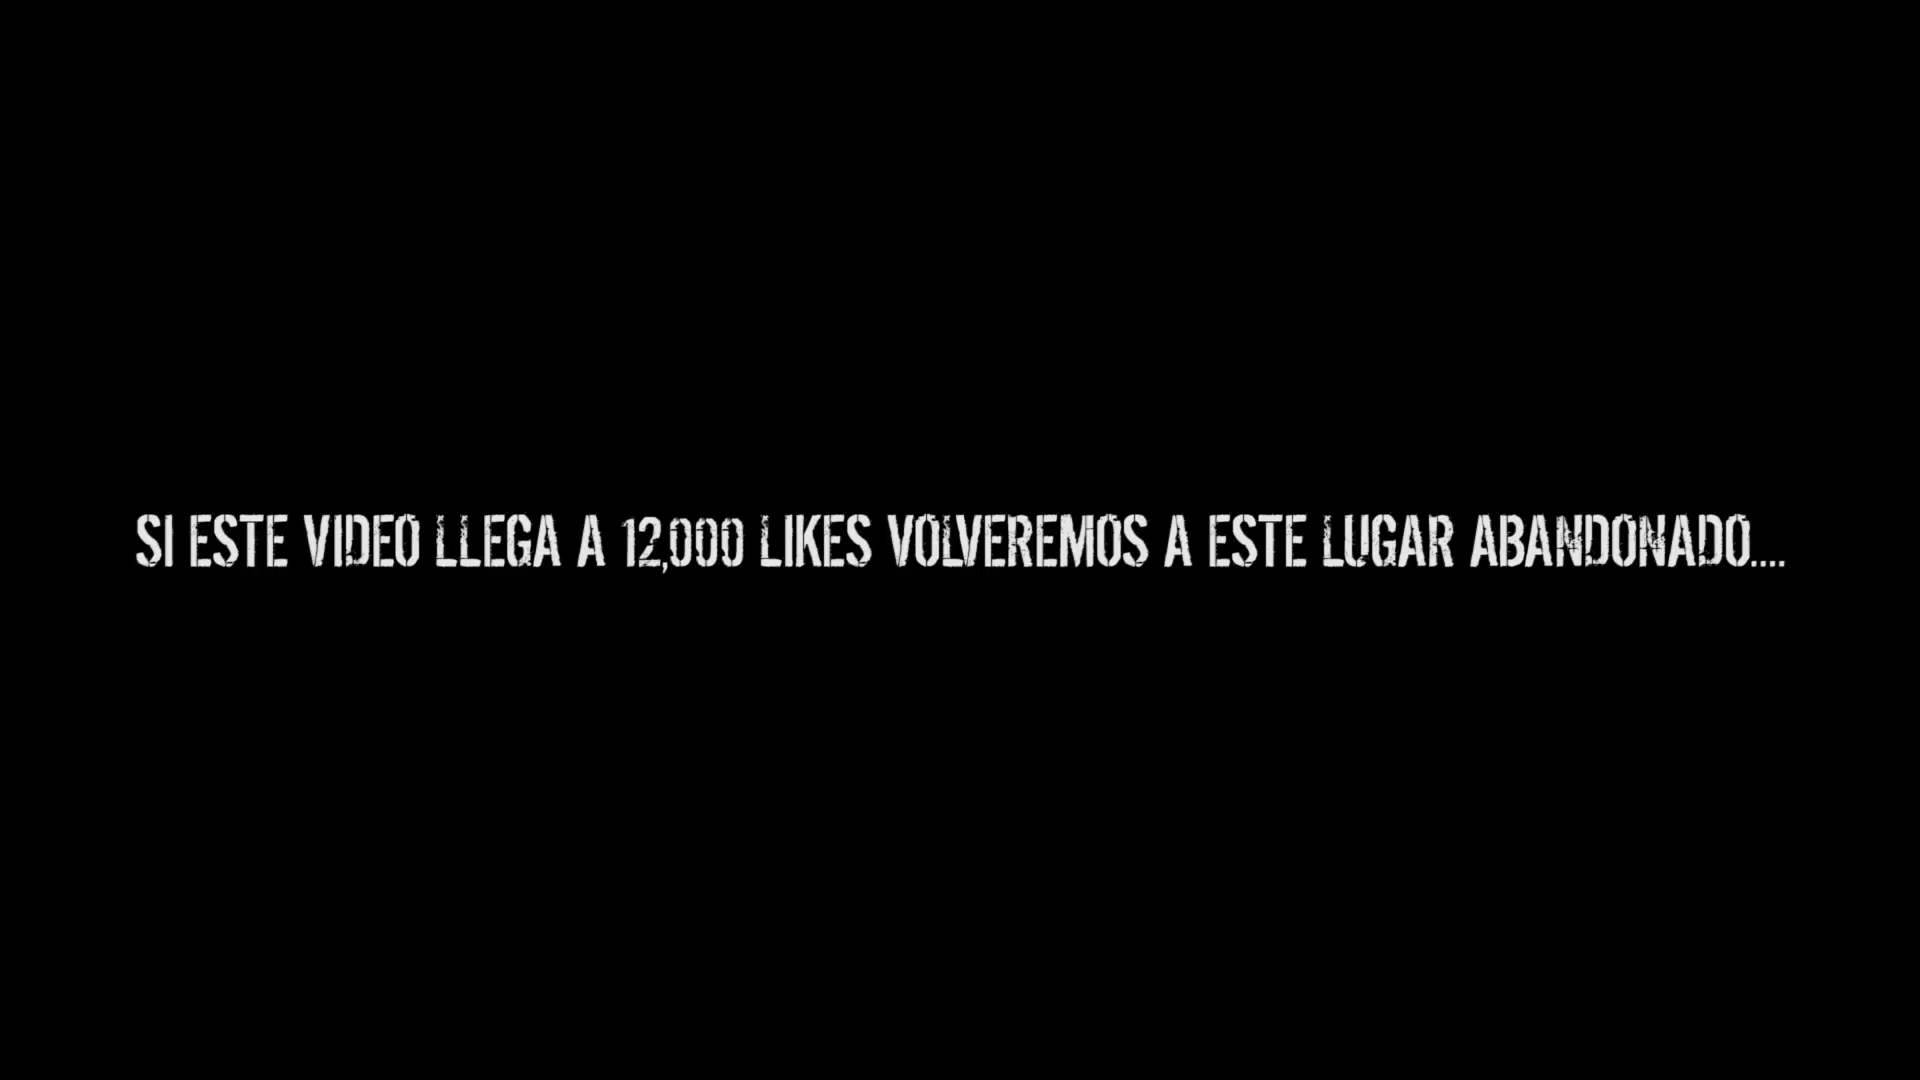 SI ESTE VIDEO LLEGA A 12,000 LIKES VOLVEREMOS A ESTE LUGAR ABANDONADO....